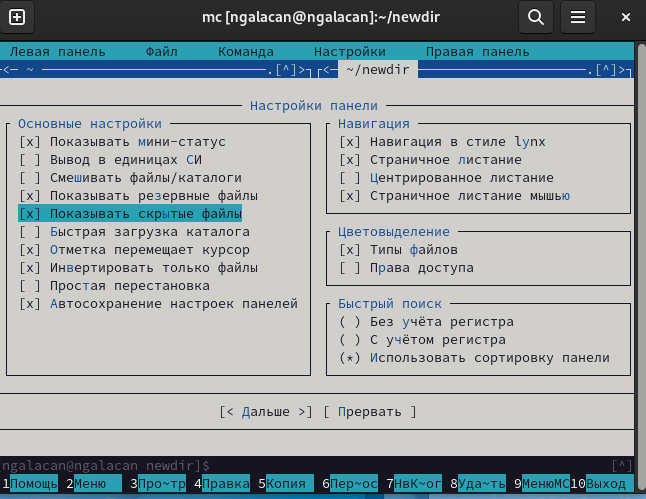 mc [ngalacan@ngalacan]:~/newdir
Левая панель Файл Команда Настройки Правая панель
<— ~ .[^]> <— ~/newdir .[^]>
Настройки панели
Основные настройки
[x] Показывать мини-статус
[ ] Вывод в единицах СИ
[ ] Смешивать файлы/каталоги
[x] Показывать резервные файлы
[x] Показывать скрытые файлы
[ ] Быстрая загрузка каталога
[x] Отметка перемещает курсор
[x] Инвертировать только файлы
[ ] Простая перестановка
[x] Автосохранение настроек панелей
Навигация
[x] Навигация в стиле lynx
[x] Страничное листание
[ ] Центрированное листание
[x] Страничное листание мышью
Цветовыделение
[x] Типы файлов
[ ] Права доступа
Быстрый поиск
( ) Без учёта регистра
( ) С учётом регистра
(*) Использовать сортировку панели
[< Дальше >] [ Прервать ]
ngalacan@ngalacan newdir]$ [^]
1Помощь 2Меню 3Про~тр 4Правка 5Копия 6Пер~ос 7НвК~ог 8Уда~ть 9МенюMC 10Выход